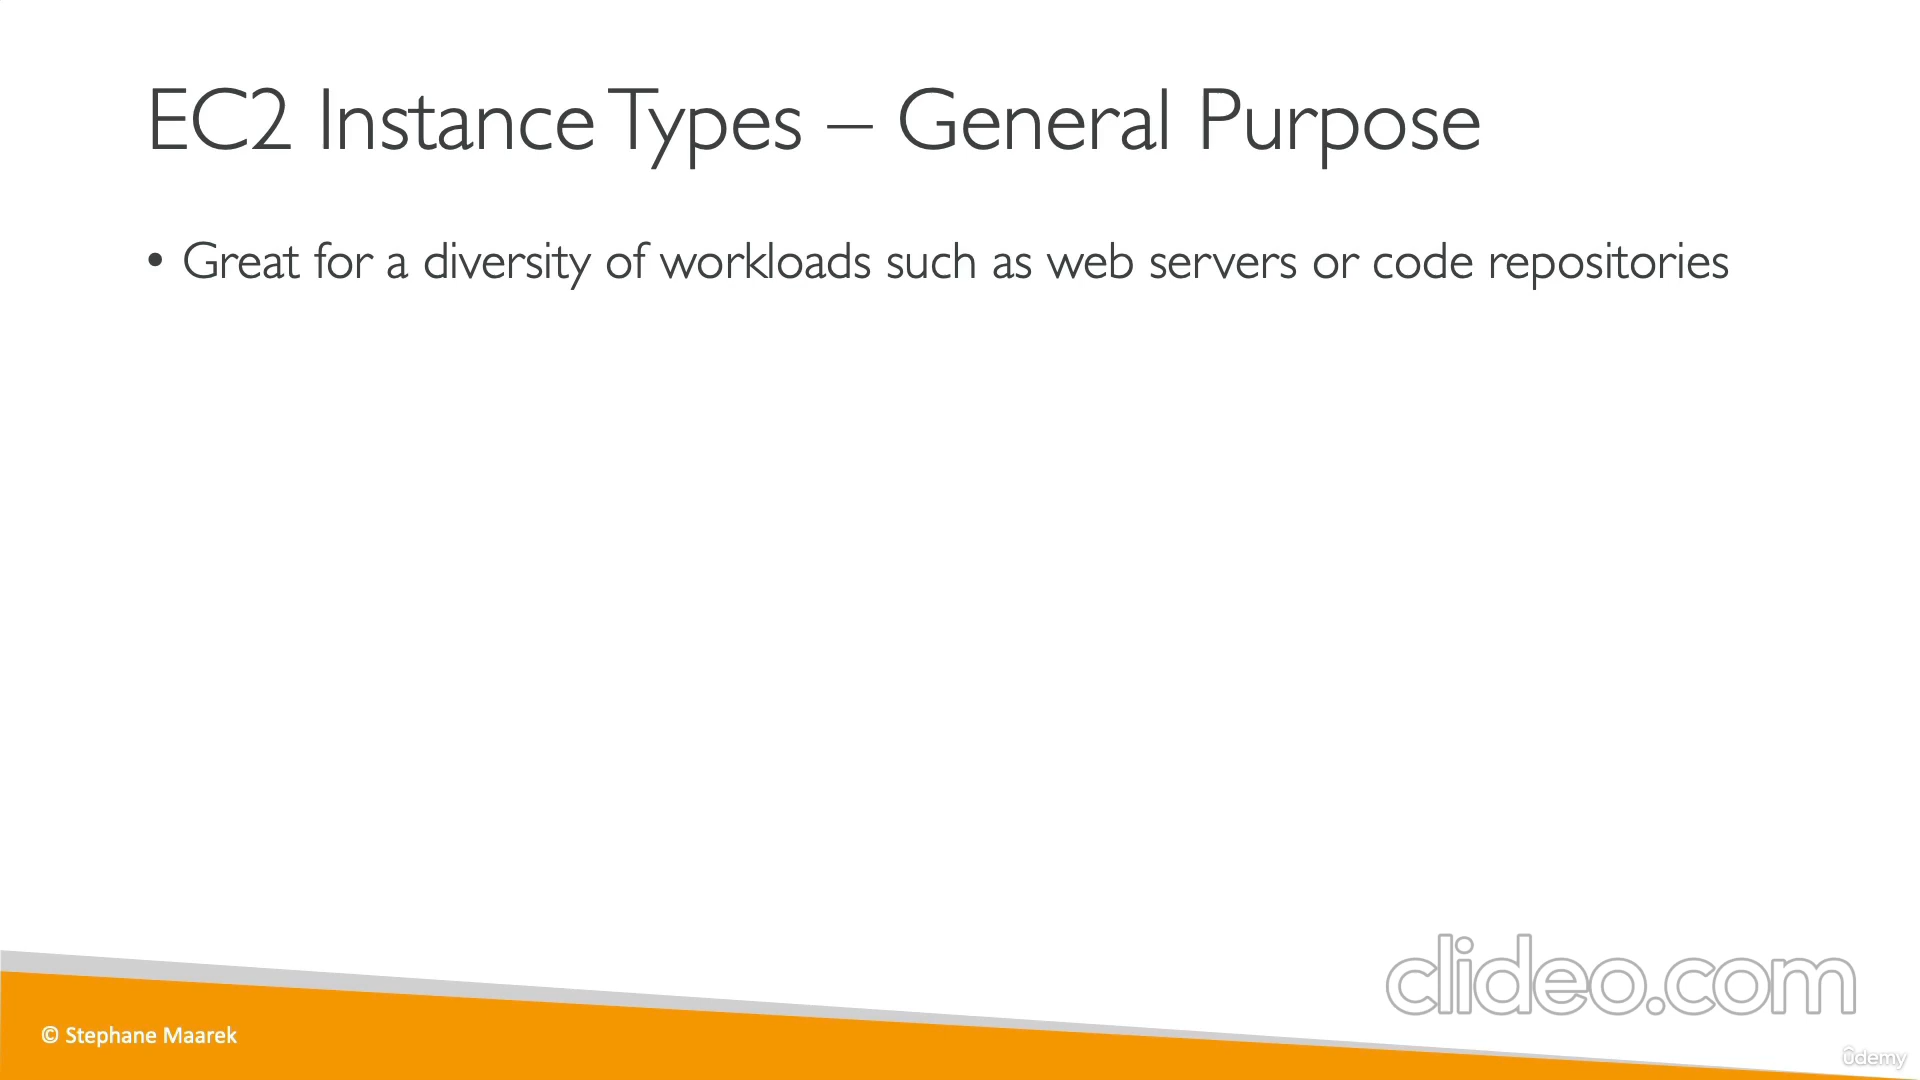 EC2 Instance Types – General Purpose
• Great for a diversity of workloads such as web servers or code repositories
clideo.com
© Stephane Maarek
ûdemy